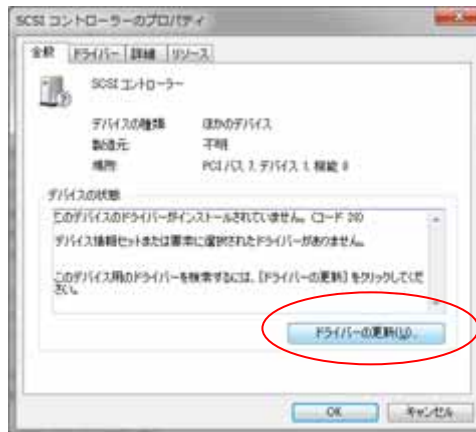 SCSI コントローラーのプロパティ
全般 ドライバー 詳細 リソース
SCSI コントローラー
デバイスの種類 ほかのデバイス
製造元 不明
場所 PCI バス 7, デバイス 1, 機能 0
デバイスの状態
このデバイスのドライバーがインストールされていません。 (コード 28)
デバイス情報セットまたは要素に選択されたドライバーがありません。
このデバイス用のドライバーを検索するには、[ドライバーの更新] をクリックしてくだ
さい。
ドライバーの更新(U)...
OK キャンセル